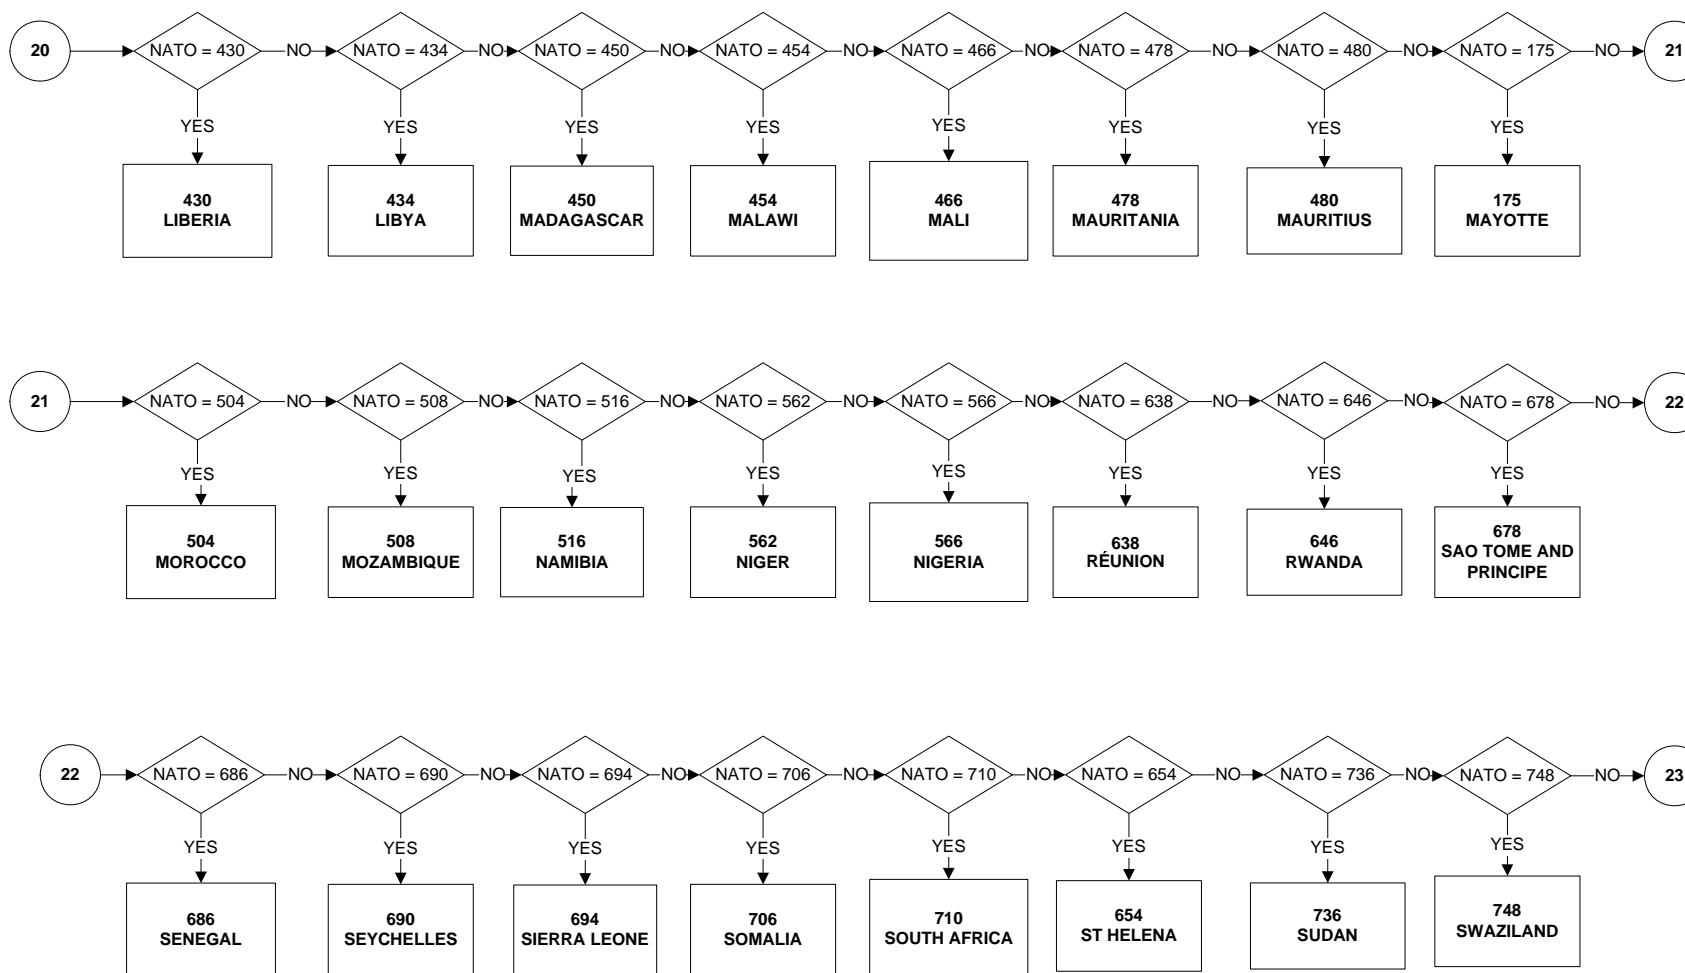 20 NATO = 430 NO NATO = 434 NO NATO = 450 NO NATO = 454 NO NATO = 466 NO NATO = 478 NO NATO = 480 NO NATO = 175 NO 21
YES YES YES YES YES YES YES YES
430 434 450 454 466 478 480 175
LIBERIA LIBYA MADAGASCAR MALAWI MALI MAURITANIA MAURITIUS MAYOTTE
21 NATO = 504 NO NATO = 508 NO NATO = 516 NO NATO = 562 NO NATO = 566 NO NATO = 638 NO NATO = 646 NO NATO = 678 NO 22
YES YES YES YES YES YES YES YES
504 508 516 562 566 638 646 678
MOROCCO MOZAMBIQUE NAMIBIA NIGER NIGERIA RÉUNION RWANDA SAO TOME AND
PRINCIPE
22 NATO = 686 NO NATO = 690 NO NATO = 694 NO NATO = 706 NO NATO = 710 NO NATO = 654 NO NATO = 736 NO NATO = 748 NO 23
YES YES YES YES YES YES YES YES
686 690 694 706 710 654 736 748
SENEGAL SEYCHELLES SIERRA LEONE SOMALIA SOUTH AFRICA ST HELENA SUDAN SWAZILAND